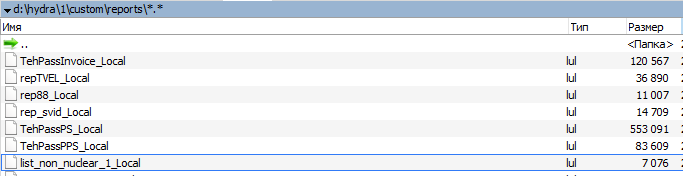 d:\hydra\1\custom\reports\*.*
Имя Тип Размер
.. <Папка>
TehPassInvoice_Local lul 120 567
repTVEL_Local lul 36 890
rep88_Local lul 11 007
rep_svid_Local lul 14 709
TehPassPS_Local lul 553 091
TehPassPPS_Local lul 83 609
list_non_nuclear_1_Local lul 7 076